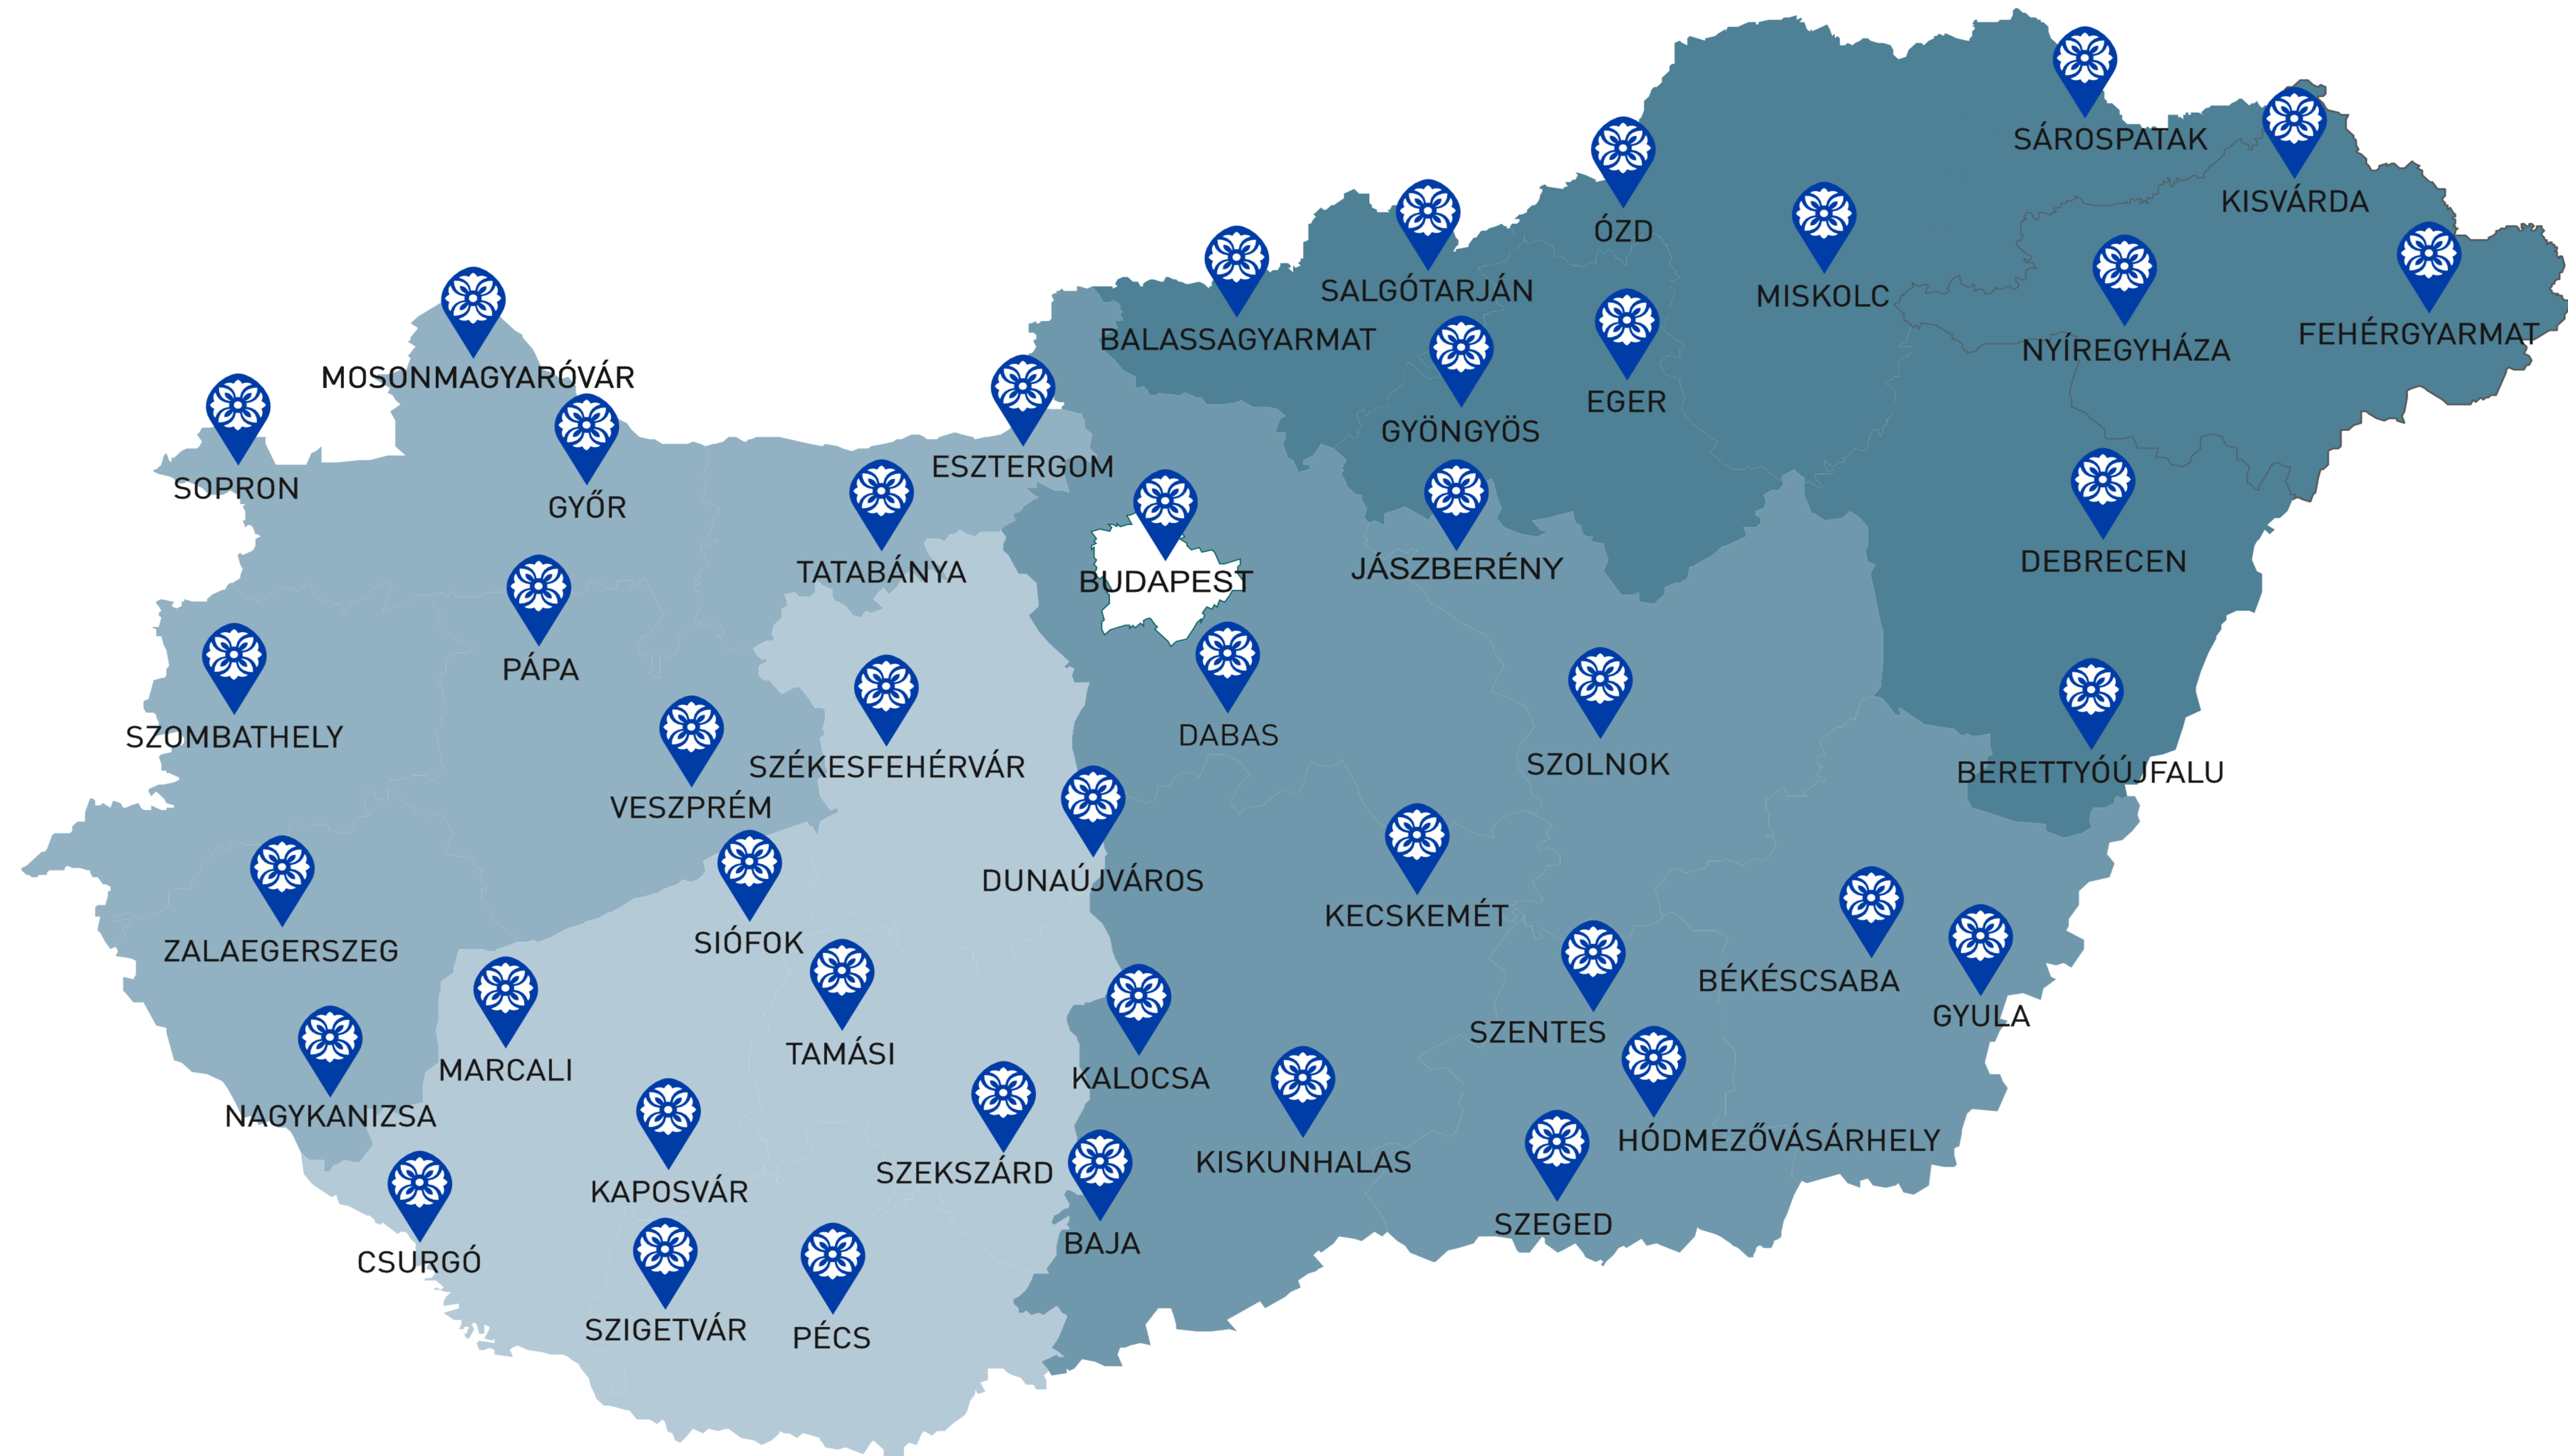 SÁROSPATAK
KISVÁRDA
ÓZD
SALGÓTARJÁN
MISKOLC
BALASSAGYARMAT
FEHÉRGYARMAT
NYÍREGYHÁZA
MOSONMAGYARÓVÁR
EGER
GYÖNGYÖS
ESZTERGOM
SOPRON
GYŐR
DEBRECEN
JÁSZBERÉNY
TATABÁNYA
BUDAPEST
PÁPA
DABAS
SZOMBATHELY
SZOLNOK
SZÉKESFEHÉRVÁR
BERETTYÓÚJFALU
VESZPRÉM
DUNAÚJVÁROS
KECSKEMÉT
SIÓFOK
ZALAEGERSZEG
BÉKÉSCSABA
GYULA
SZENTES
TAMÁSI
MARCALI
KALOCSA
NAGYKANIZSA
HÓDMEZŐVÁSÁRHELY
KISKUNHALAS
SZEKSZÁRD
KAPOSVÁR
SZEGED
BAJA
CSURGÓ
SZIGETVÁR
PÉCS